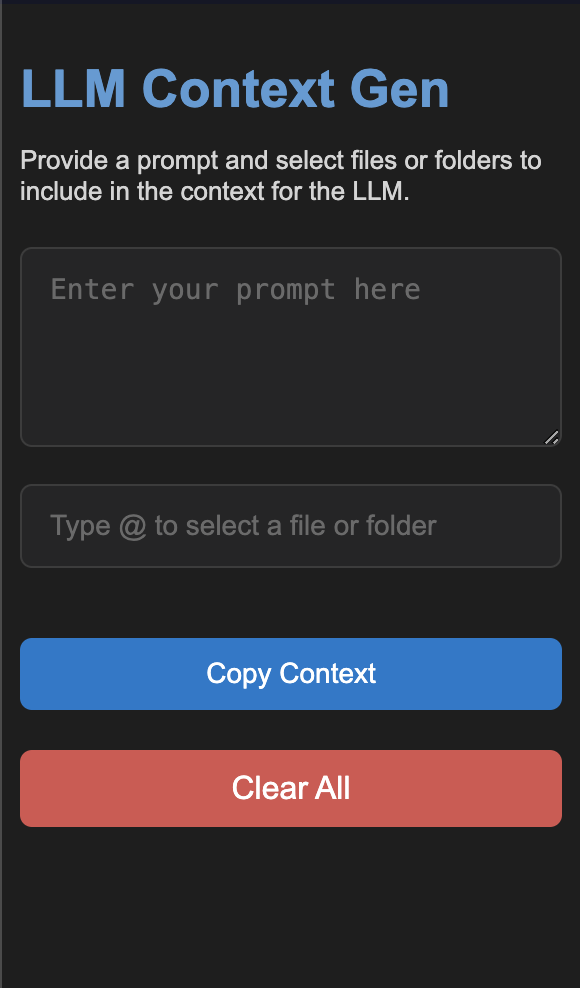 LLM Context Gen
Provide a prompt and select files or folders to
include in the context for the LLM.
Enter your prompt here
Type @ to select a file or folder
Copy Context
Clear All